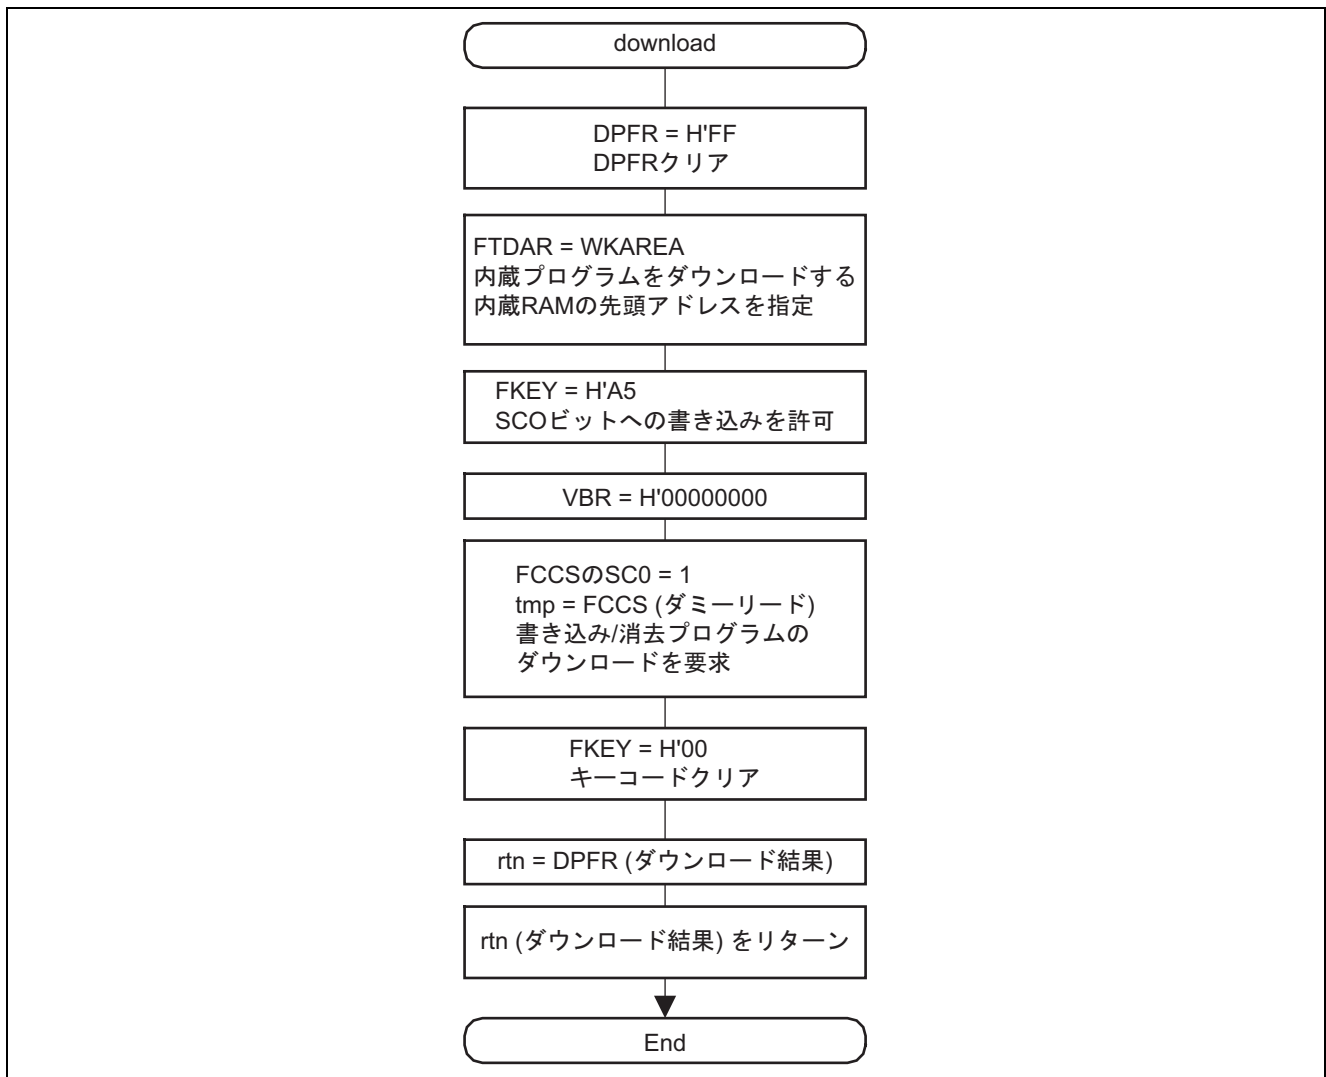 download
DPFR = H'FF
DPFRクリア
FTDAR = WKAREA
内蔵プログラムをダウンロードする
内蔵RAMの先頭アドレスを指定
FKEY = H'A5
SCOビットへの書き込みを許可
VBR = H'00000000
FCCSのSC0 = 1
tmp = FCCS (ダミーリード)
書き込み/消去プログラムの
ダウンロードを要求
FKEY = H'00
キーコードクリア
rtn = DPFR (ダウンロード結果)
rtn (ダウンロード結果) をリターン
End